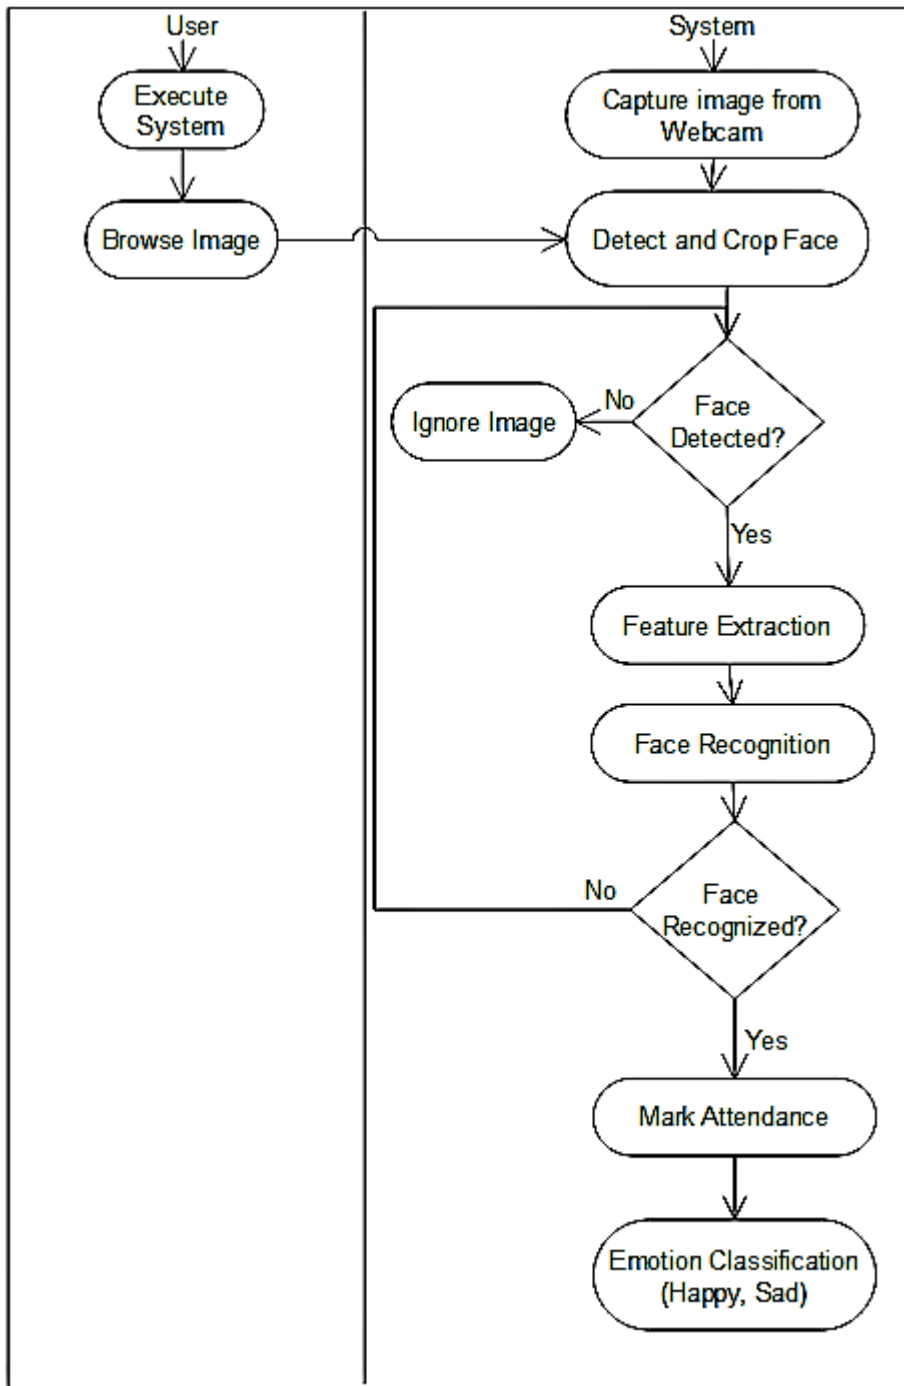 User
System
Execute
System
Capture image from
Webcam
Browse Image
Detect and Crop Face
Ignore Image
No
Face
Detected?
Yes
Feature Extraction
Face Recognition
No
Face
Recognized?
Yes
Mark Attendance
Emotion Classification
(Happy, Sad)